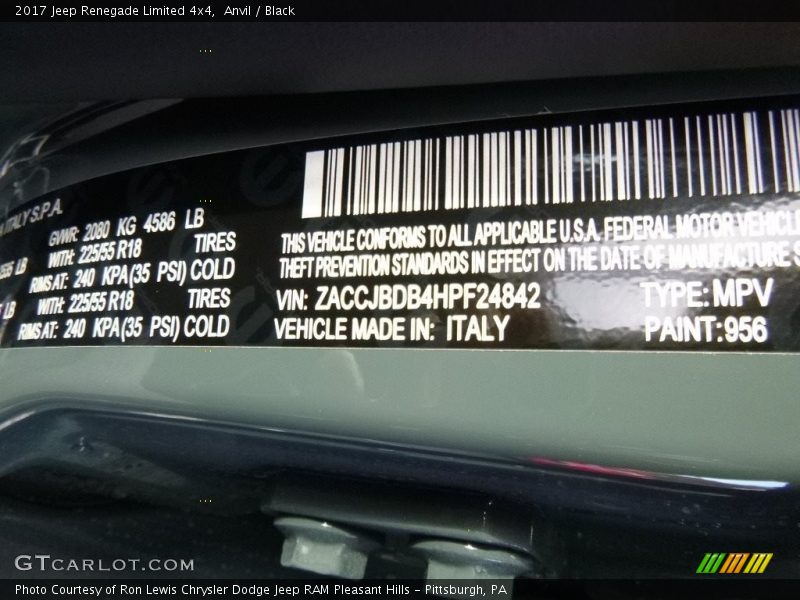 2017 Jeep Renegade Limited 4x4,  Anvil / Black
ITALY S.P.A.
GVWR: 2080 KG 4586 LB
WITH: 225/55 R18 TIRES
RIMS AT: 240 KPA(35 PSI) COLD
WITH: 225/55 R18 TIRES
RIMS AT: 240 KPA(35 PSI) COLD
LB
LB
THIS VEHICLE CONFORMS TO ALL APPLICABLE U.S.A. FEDERAL MOTOR
THEFT PREVENTION STANDARDS IN EFFECT ON THE DATE OF MANUFACTURE
VIN: ZACCJBDB4HPF24842 TYPE: MPV
VEHICLE MADE IN: ITALY PAINT: 956
GTCARLOT.COM
Photo Courtesy of Ron Lewis Chrysler Dodge Jeep RAM Pleasant Hills - Pittsburgh, PA